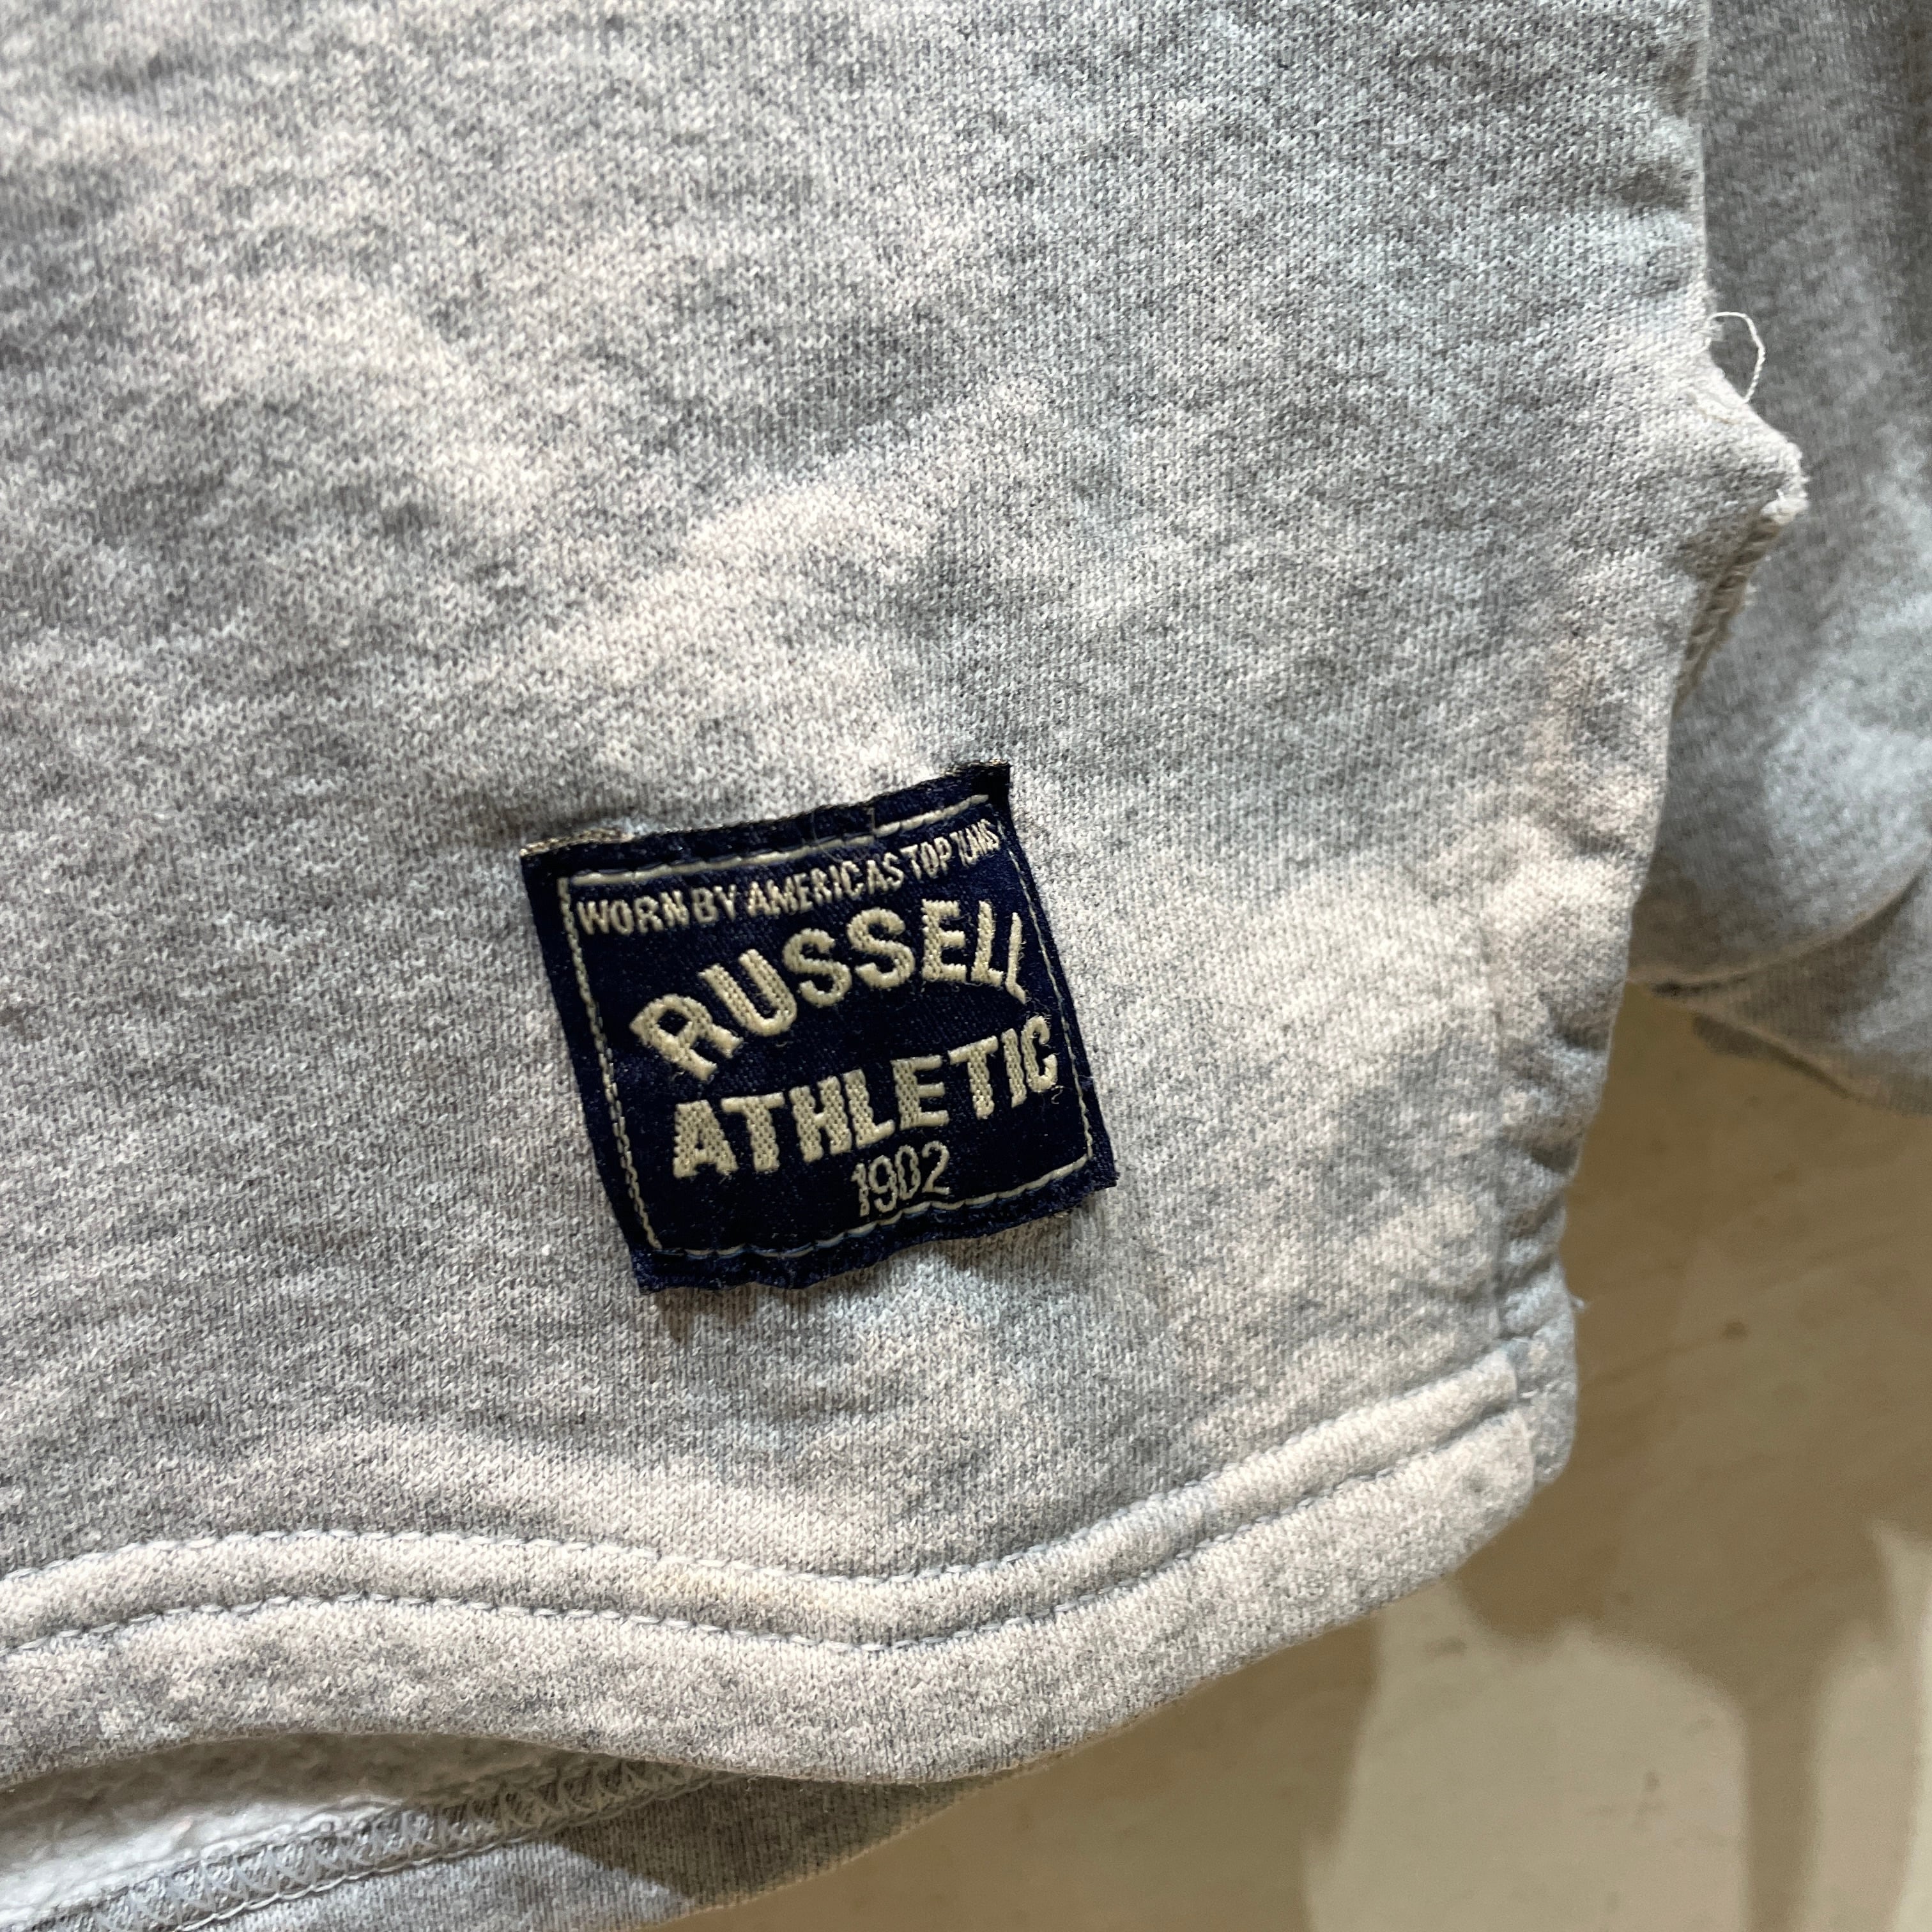 WORN BY AMERICAS TOP TEAMS
RUSSELL
ATHLETIC
1902